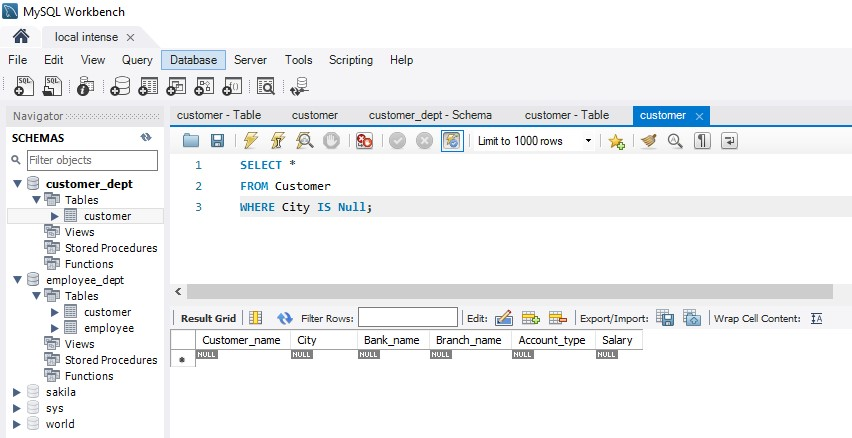 MySQL Workbench
local intense ×
File Edit View Query Database Server Tools Scripting Help
SQL SQL
Navigator
customer - Table customer customer_dept - Schema customer - Table customer ×
SCHEMAS
Limit to 1000 rows
Filter objects
customer_dept
Tables
customer
Views
Stored Procedures
Functions
employee_dept
Tables
customer
employee
Views
Stored Procedures
Functions
sakila
sys
world
1 SELECT *
2 FROM Customer
3 WHERE City IS Null;
Result Grid Filter Rows: Edit: Export/Import: Wrap Cell Content: IA
Customer_name City Bank_name Branch_name Account_type Salary
* NULL NULL NULL NULL NULL NULL